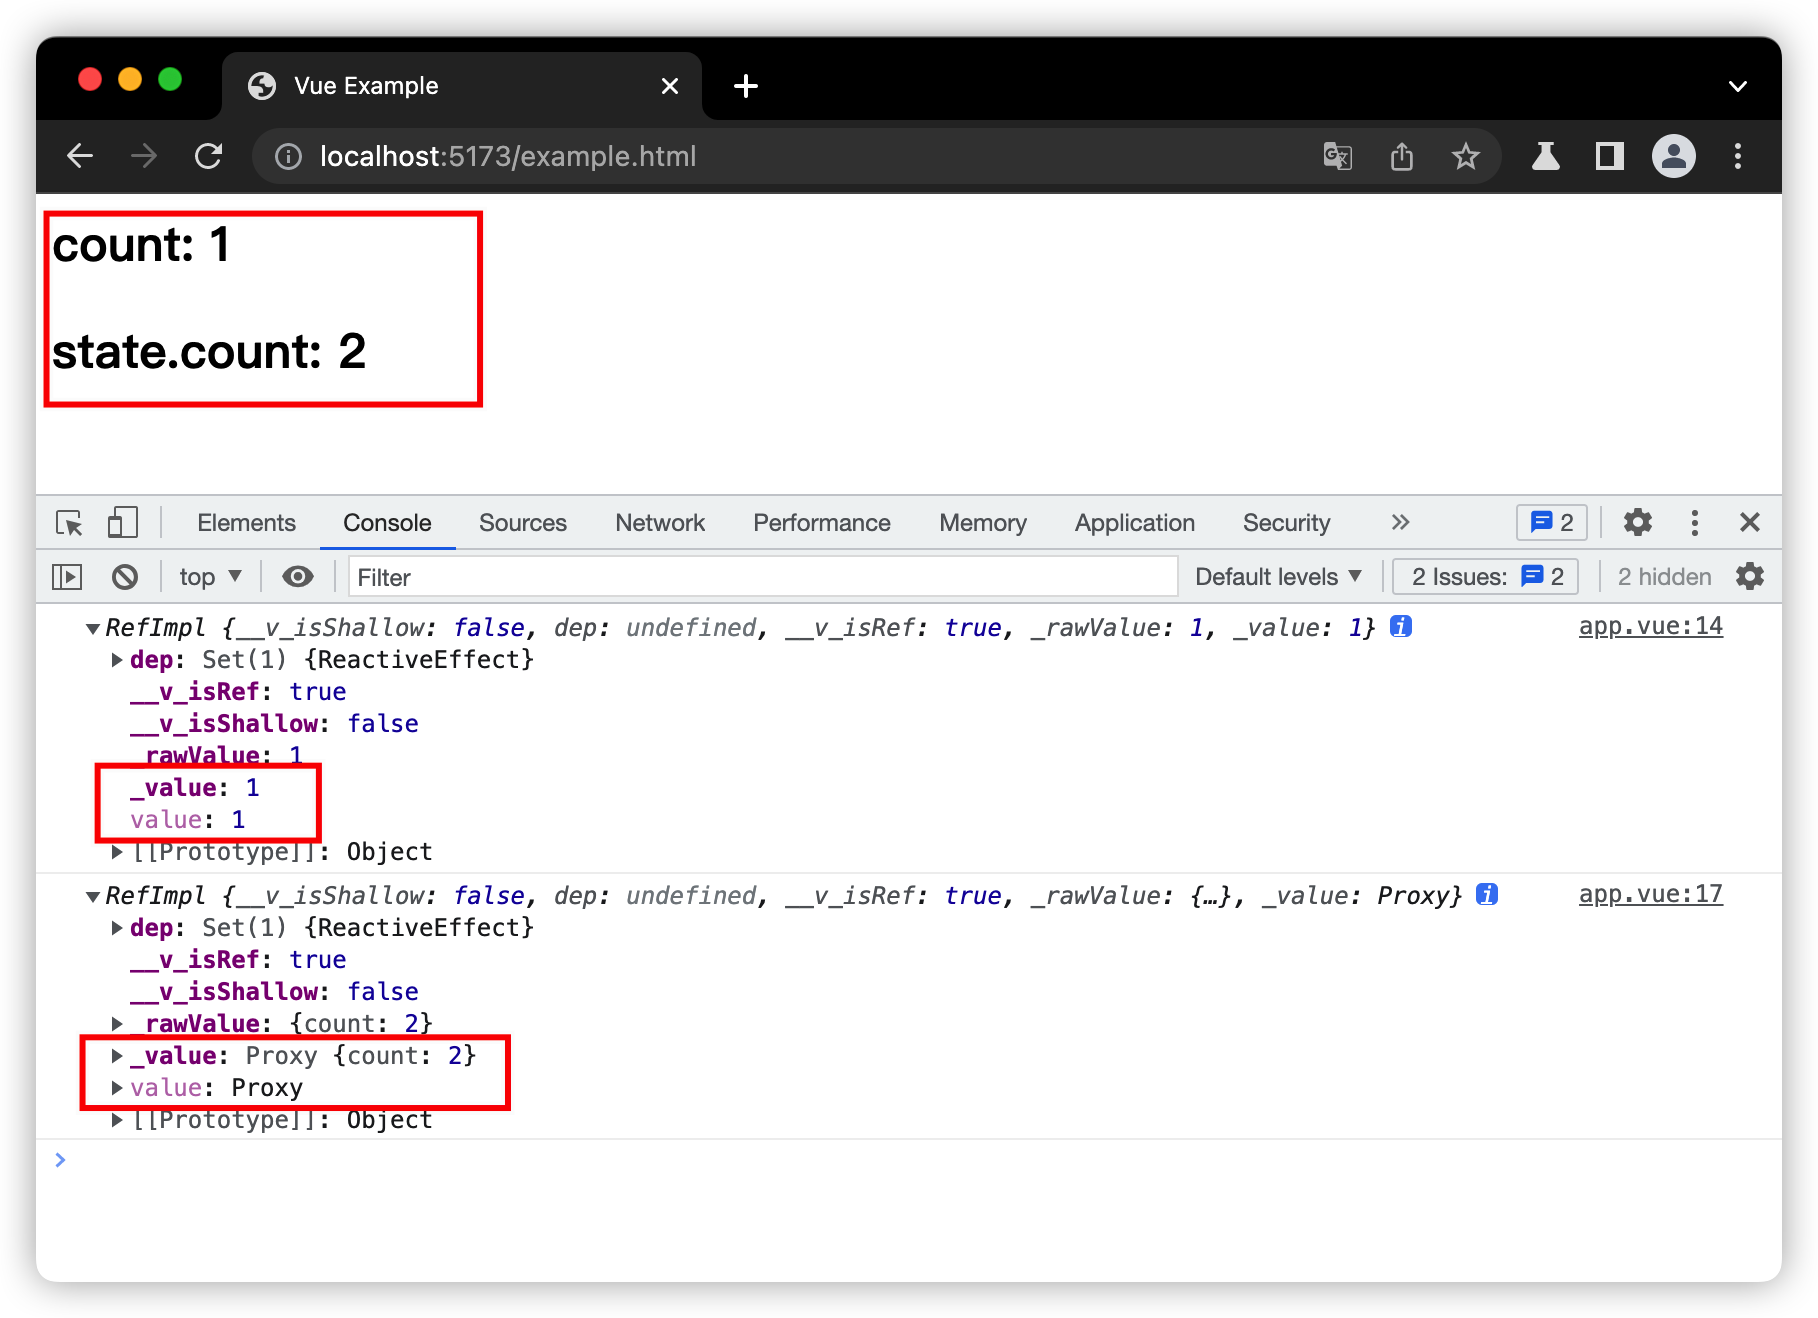 Vue Example
localhost:5173/example.html
count: 1
state.count: 2
Elements Console Sources Network Performance Memory Application Security » 2
top Filter Default levels 2 Issues: 2 2 hidden
RefImpl {__v_isShallow: false, dep: undefined, __v_isRef: true, _rawValue: 1, _value: 1} i app.vue:14
dep: Set(1) {ReactiveEffect}
__v_isRef: true
__v_isShallow: false
_rawValue: 1
_value: 1
value: 1
[[Prototype]]: Object
RefImpl {__v_isShallow: false, dep: undefined, __v_isRef: true, _rawValue: {…}, _value: Proxy} i app.vue:17
dep: Set(1) {ReactiveEffect}
__v_isRef: true
__v_isShallow: false
_rawValue: {count: 2}
_value: Proxy {count: 2}
value: Proxy
[[Prototype]]: Object